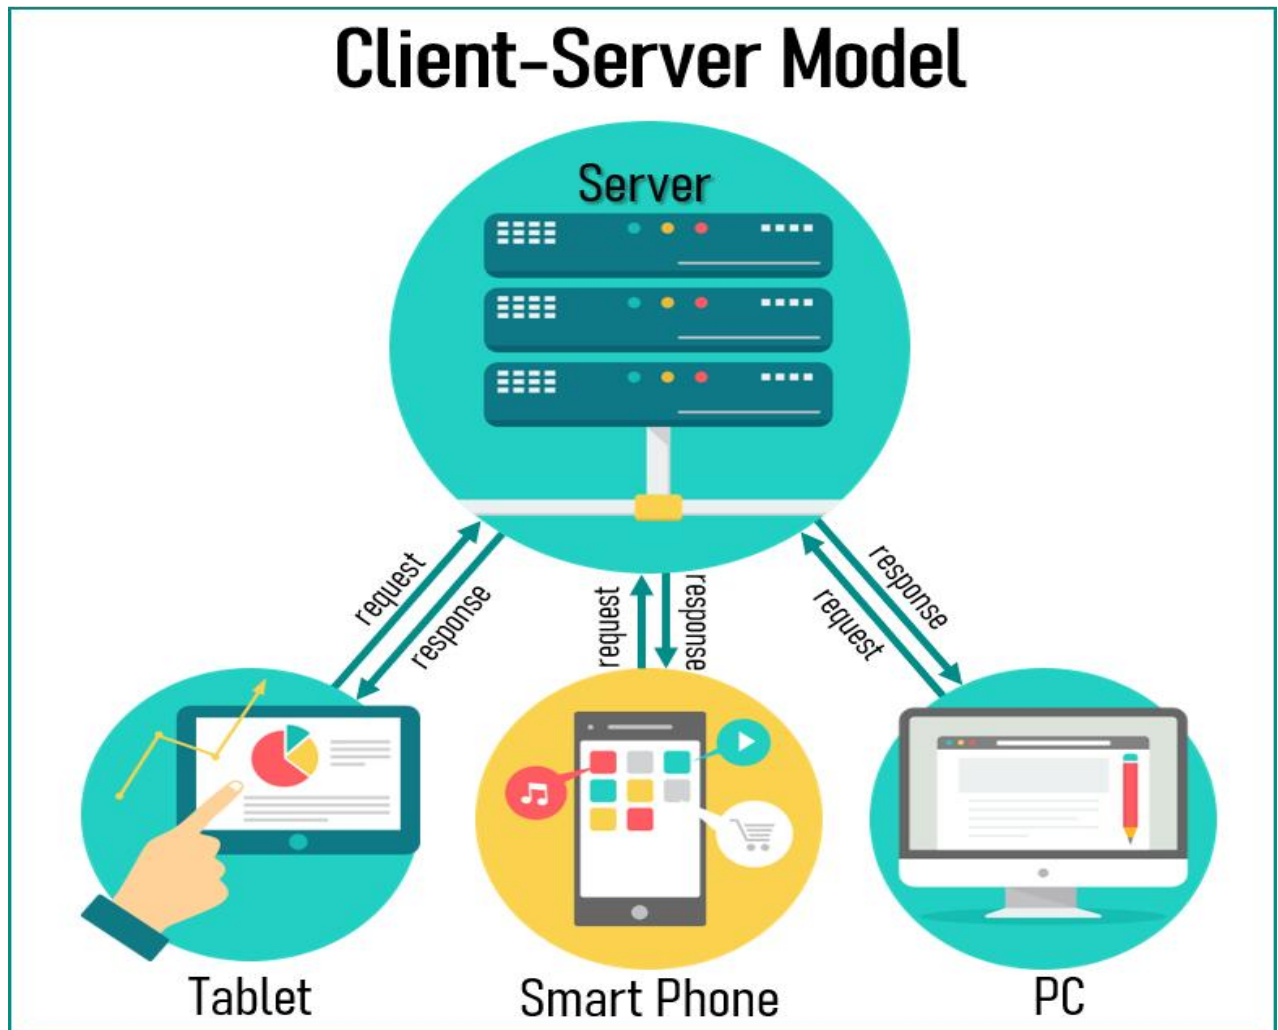 Client-Server Model
Server
request
response
request
response
response
request
Tablet
Smart Phone
PC